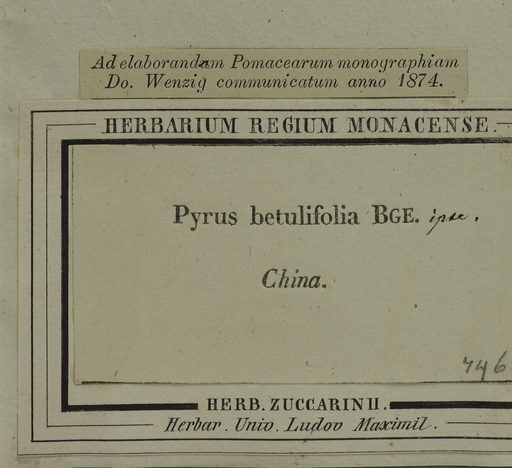 Ad elaborandam Pomacearum monographiam
Do. Wenzig communicatum anno 1874.
HERBARIUM REGIUM MONACENSE.
Pyrus betulifolia BGE. ipse.
China.
746
HERB. ZUCCARINII.
Herbar. Univ. Ludov Maximil.